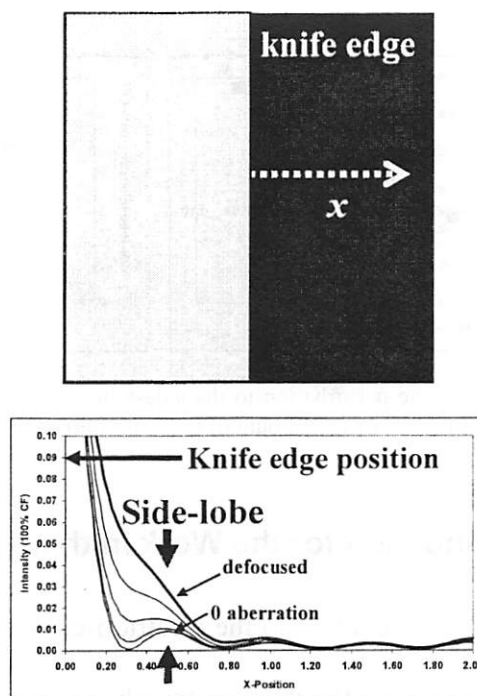 knife edge
x
0.10
0.09
0.08
0.07
0.06
0.05
0.04
0.03
0.02
0.01
0.00
Intensity (100% CF)
Knife edge position
Side-lobe
defocused
0 aberration
0.00 0.20 0.40 0.60 0.80 1.00 1.20 1.40 1.60 1.80 2.0
X-Position